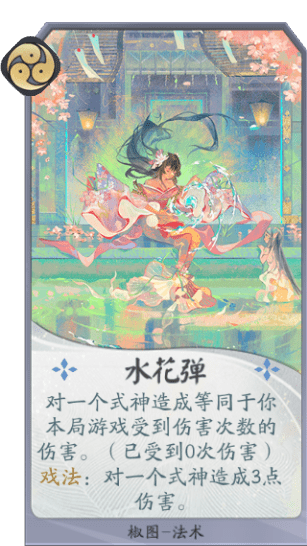 水花弹
对一个式神造成等同于你
本局游戏受到伤害次数的
伤害。（已受到0次伤害）
戏法：对一个式神造成3点
伤害。
椒图-法术